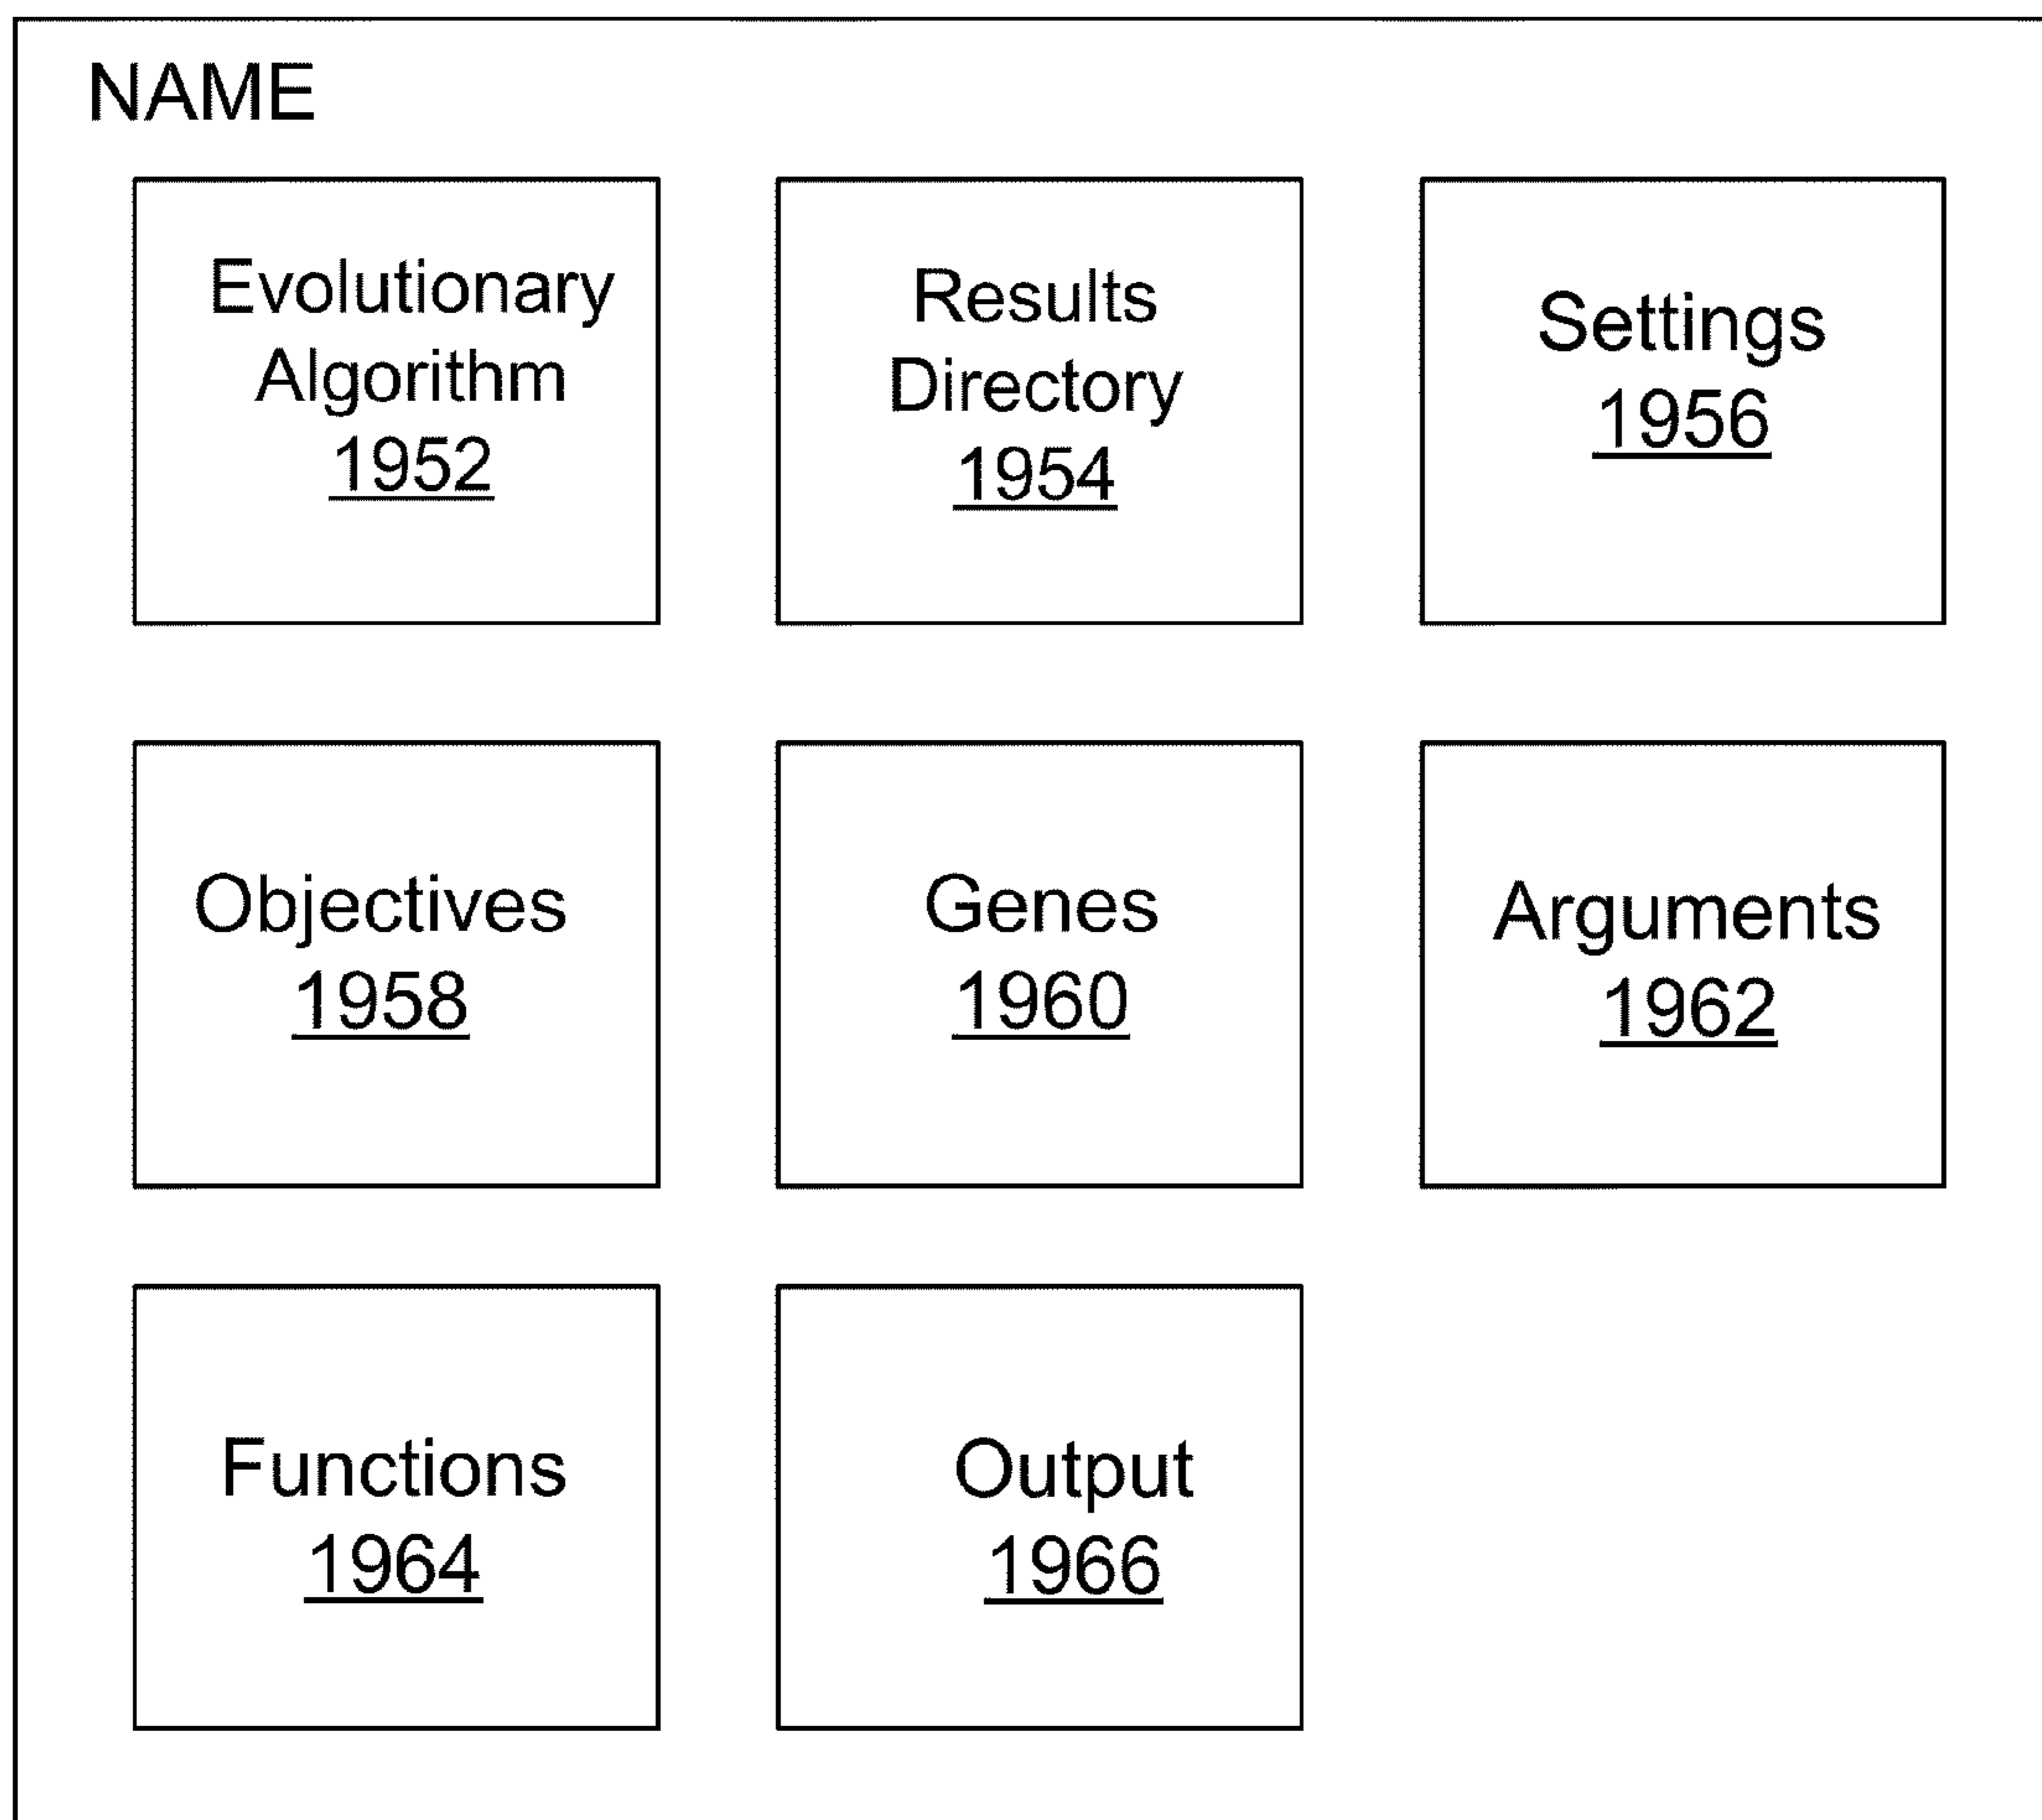 NAME
Evolutionary
Algorithm
1952
Results
Directory
1954
Settings
1956
Objectives
1958
Genes
1960
Arguments
1962
Functions
1964
Output
1966